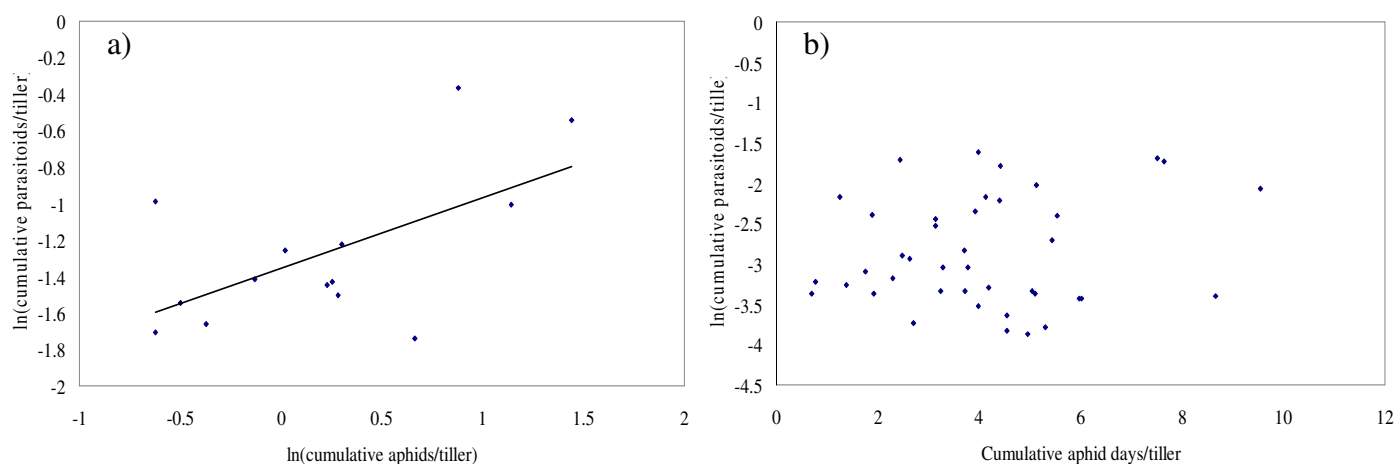 a)
0
-0.2
-0.4
-0.6
-0.8
-1
-1.2
-1.4
-1.6
-1.8
-2
-1 -0.5 0 0.5 1 1.5 2
ln(cumulative parasitoids/tiller)
ln(cumulative aphids/tiller)
b)
0
-0.5
-1
-1.5
-2
-2.5
-3
-3.5
-4
-4.5
0 2 4 6 8 10 12
ln(cumulative parasitoids/tille
Cumulative aphid days/tiller